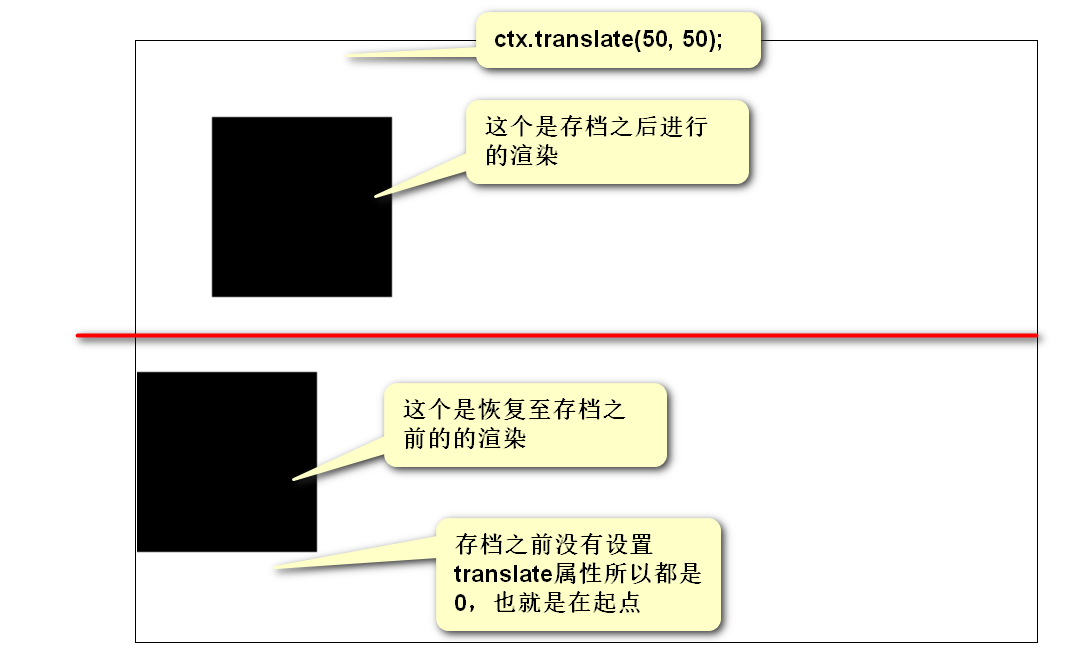 ctx.translate(50, 50);
这个是存档之后进行
的渲染
这个是恢复至存档之
前的的渲染
存档之前没有设置
translate属性所以都是
0，也就是在起点